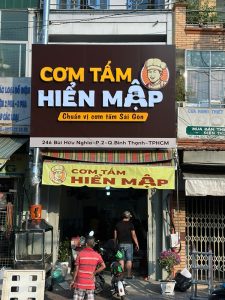 CƠM TẤM
HIỂN MẬP
Chuẩn vị cơm tấm Sài Gòn
246 Bùi Hữu Nghĩa-P.2-Q.Bình Thạnh-TPHCM
CƠM TẤM
HIỂN MẬP